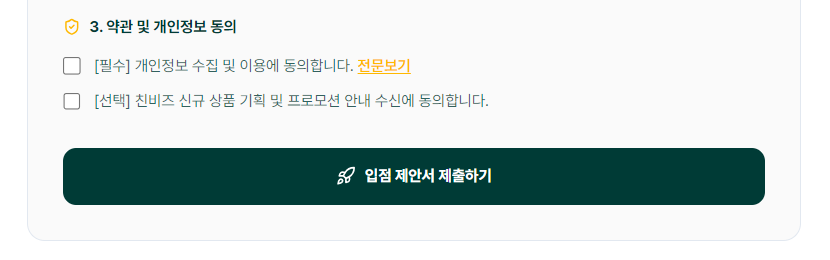 3. 약관 및 개인정보 동의
[필수] 개인정보 수집 및 이용에 동의합니다. 전문보기
[선택] 친비즈 신규 상품 기획 및 프로모션 안내 수신에 동의합니다.
입점 제안서 제출하기